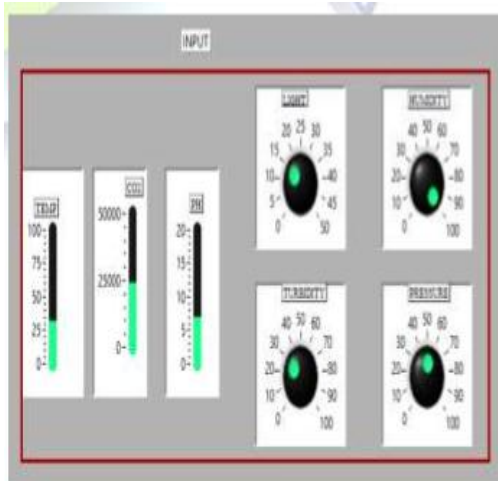 INPUT
LIGHT
20 25 30
15 35
10 40
5 45
0 50
HUMIDITY
40 50 60
30 70
20 80
10 90
0 100
TEMP
100
75
50
25
0
CO2
50000
25000
0
PH
20
15
10
5
0
TURBIDITY
40 50 60
30 70
20 80
10 90
0 100
PRESSURE
40 50 60
30 70
20 80
10 90
0 100